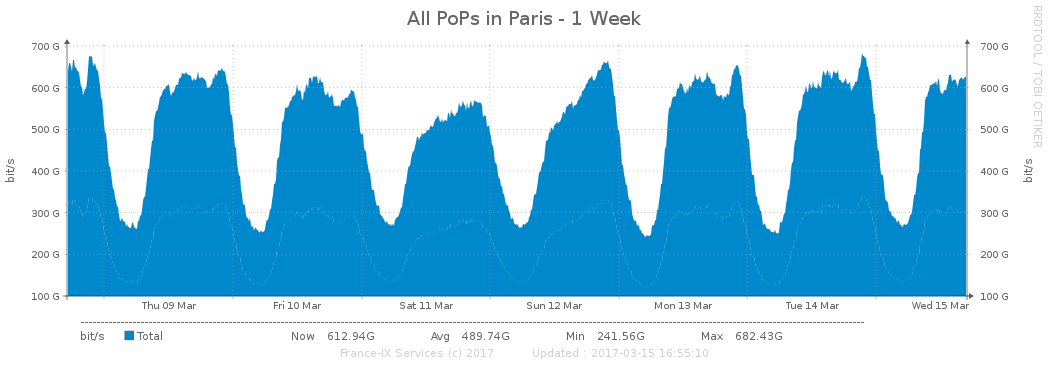 All PoPs in Paris - 1 Week
RRDTOOL / TOBI OETIKER
700 G 700 G
600 G 600 G
500 G 500 G
400 G 400 G
300 G 300 G
200 G 200 G
100 G 100 G
bit/s
bit/s
Thu 09 Mar Fri 10 Mar Sat 11 Mar Sun 12 Mar Mon 13 Mar Tue 14 Mar Wed 15 Mar
bit/s Total Now 612.94G Avg 489.74G Min 241.56G Max 682.43G
France-IX Services (c) 2017 Updated : 2017-03-15 16:55:10